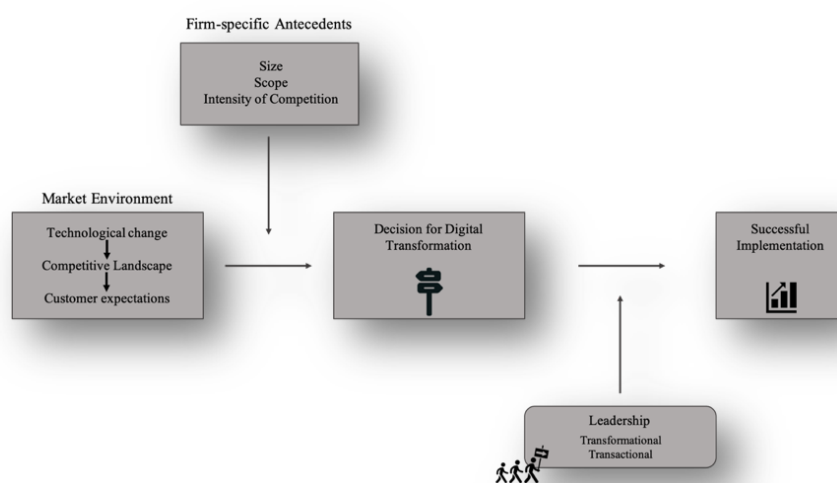 Firm-specific Antecedents
Size
Scope
Intensity of Competition
Market Environment
Technological change
Competitive Landscape
Customer expectations
Decision for Digital
Transformation
Successful
Implementation
Leadership
Transformational
Transactional